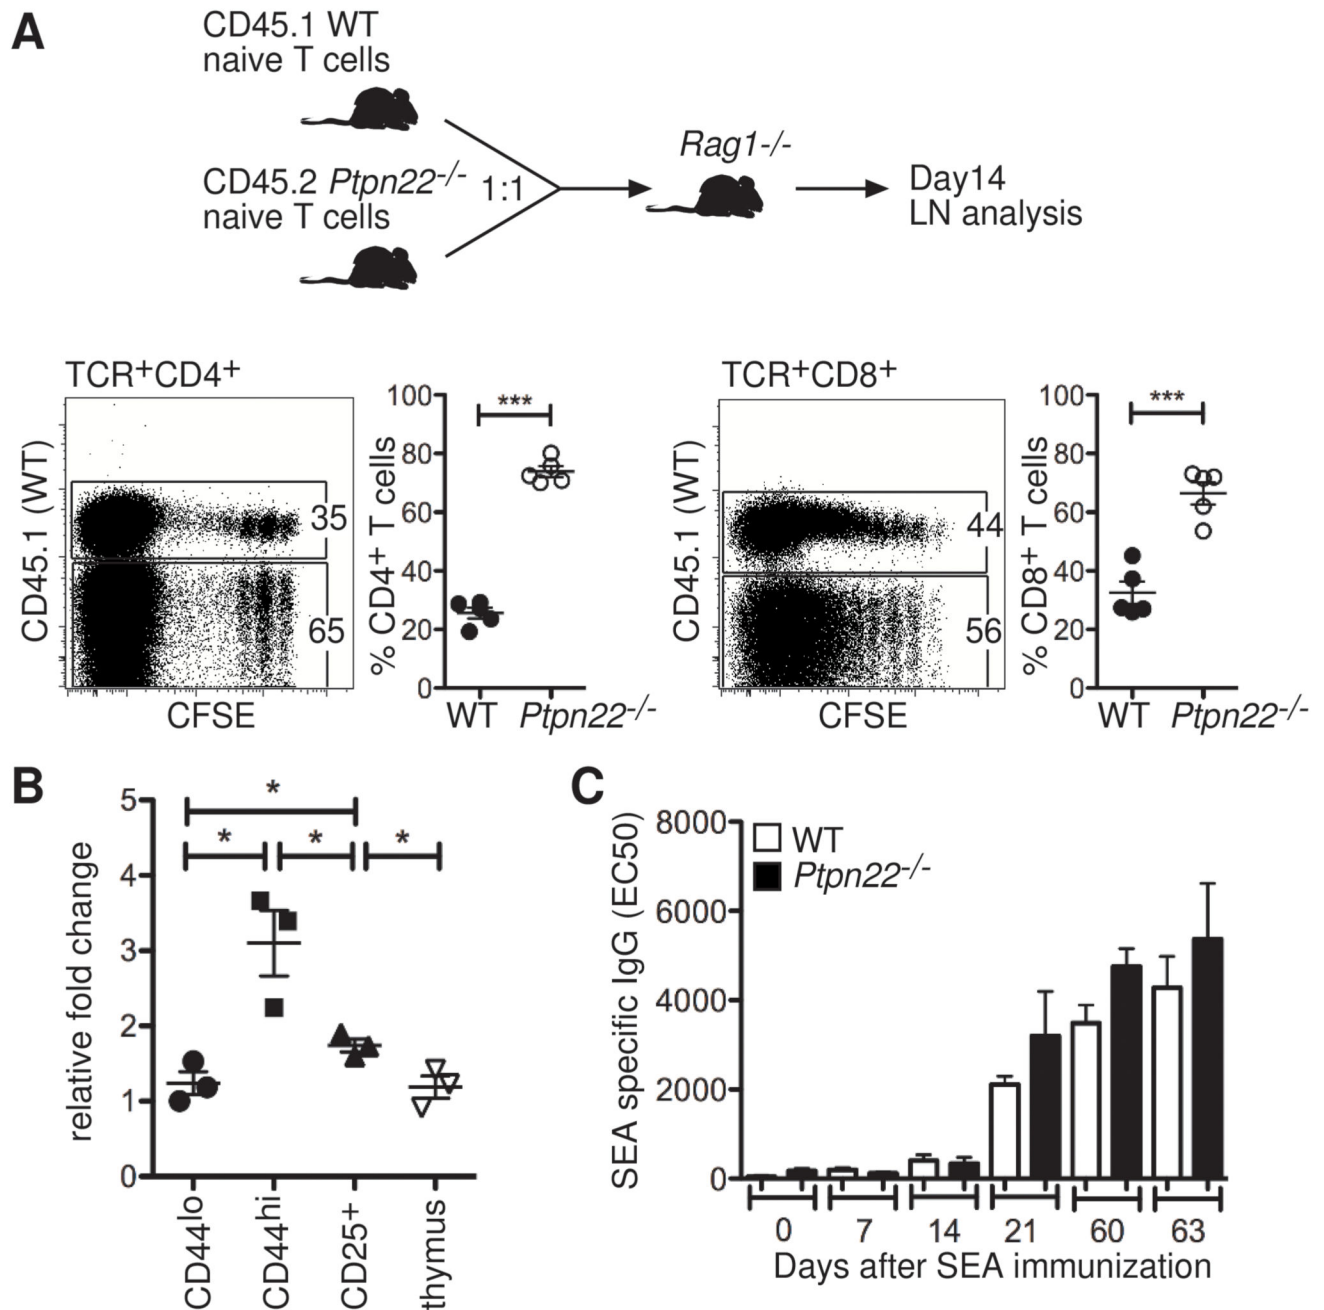 A
CD45.1 WT
naive T cells
CD45.2 Ptpn22-/-
naive T cells
1:1
Rag1-/-
Day14
LN analysis
TCR+CD4+
CD45.1 (WT)
35
65
CFSE
% CD4+ T cells
100
80
60
40
20
0
***
WT Ptpn22-/-
TCR+CD8+
CD45.1 (WT)
44
56
CFSE
% CD8+ T cells
100
80
60
40
20
0
***
WT Ptpn22-/-
B
relative fold change
5
4
3
2
1
0
*
* * *
CD44lo
CD44hi
CD25+
thymus
C
SEA specific IgG (EC50)
8000
6000
4000
2000
0
WT
Ptpn22-/-
0 7 14 21 60 63
Days after SEA immunization